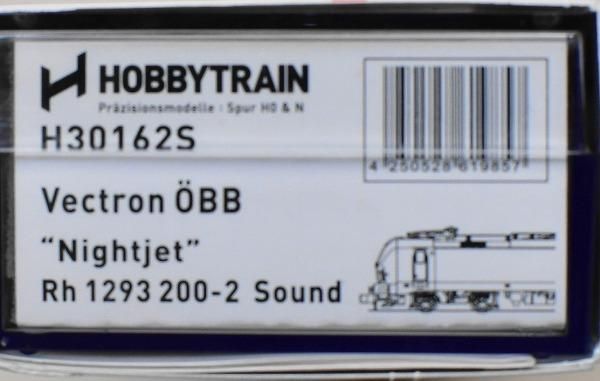 HOBBYTRAIN
Präzisionsmodelle : Spur H0 & N
H30162S
4 250528 619857
Vectron ÖBB
"Nightjet"
Rh 1293 200-2 Sound